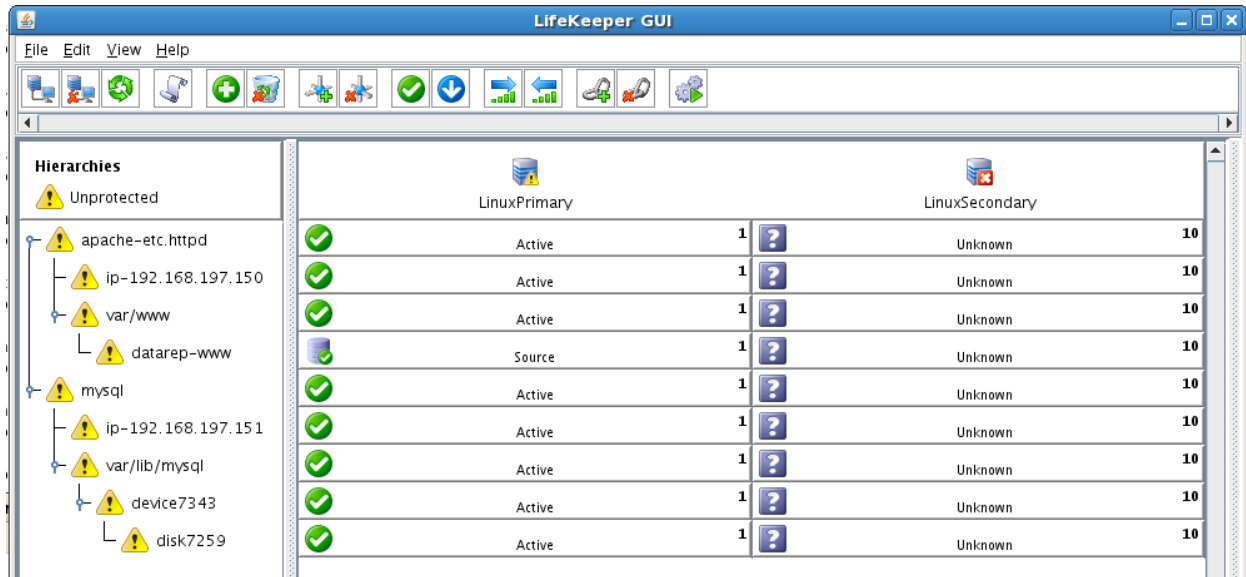 LifeKeeper GUI
File Edit View Help
Hierarchies
Unprotected
LinuxPrimary
LinuxSecondary
apache-etc.httpd Active 1 Unknown 10
ip-192.168.197.150 Active 1 Unknown 10
var/www Active 1 Unknown 10
datarep-www Source 1 Unknown 10
mysql Active 1 Unknown 10
ip-192.168.197.151 Active 1 Unknown 10
var/lib/mysql Active 1 Unknown 10
device7343 Active 1 Unknown 10
disk7259 Active 1 Unknown 10